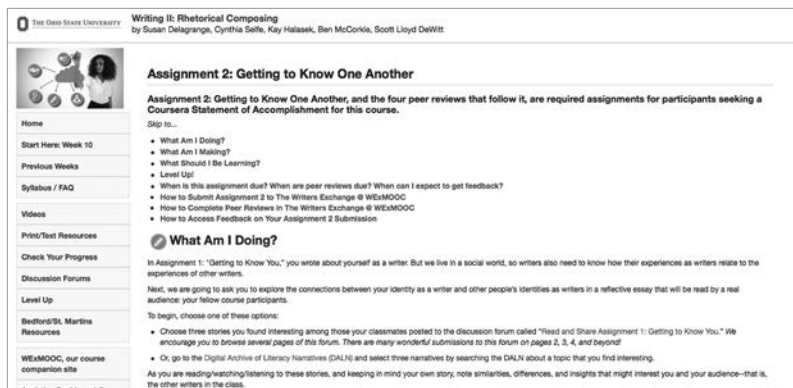 THE OHIO STATE UNIVERSITY
Writing II: Rhetorical Composing
by Susan Delagrange, Cynthia Selfe, Kay Halasek, Ben McCorkle, Scott Lloyd DeWitt
Home
Start Here: Week 10
Previous Weeks
Syllabus / FAQ
Videos
Print/Text Resources
Check Your Progress
Discussion Forums
Level Up
Bedford/St. Martins
Resources
WExMOOC, our course
companion site
Assignment 2: Getting to Know One Another
Assignment 2: Getting to Know One Another, and the four peer reviews that follow it, are required assignments for participants seeking a
Coursera Statement of Accomplishment for this course.
Skip to...
• What Am I Doing?
• What Am I Making?
• What Should I Be Learning?
• Level Up!
• When is this assignment due? When are peer reviews due? When can I expect to get feedback?
• How to Submit Assignment 2 to The Writers Exchange @ WExMOOC
• How to Complete Peer Reviews in The Writers Exchange @ WExMOOC
• How to Access Feedback on Your Assignment 2 Submission
What Am I Doing?
In Assignment 1: "Getting to Know You," you wrote about yourself as a writer. But we live in a social world, so writers also need to know how their experiences as writers relate to the
experiences of other writers.
Next, we are going to ask you to explore the connections between your identity as a writer and other people's identities as writers in a reflective essay that will be read by a real
audience: your fellow course participants.
To begin, choose one of these options:
• Choose three stories you found interesting among those your classmates posted to the discussion forum called "Read and Share Assignment 1: Getting to Know You." We
encourage you to browse several pages of this forum. There are many wonderful submissions to this forum on pages 2, 3, 4, and beyond!
• Or, go to the Digital Archive of Literacy Narratives (DALN) and select three narratives by searching the DALN about a topic that you find interesting.
As you are reading/watching/listening to these stories, and keeping in mind your own story, note similarities, differences, and insights that might interest you and your audience--that is,
the other writers in the class.